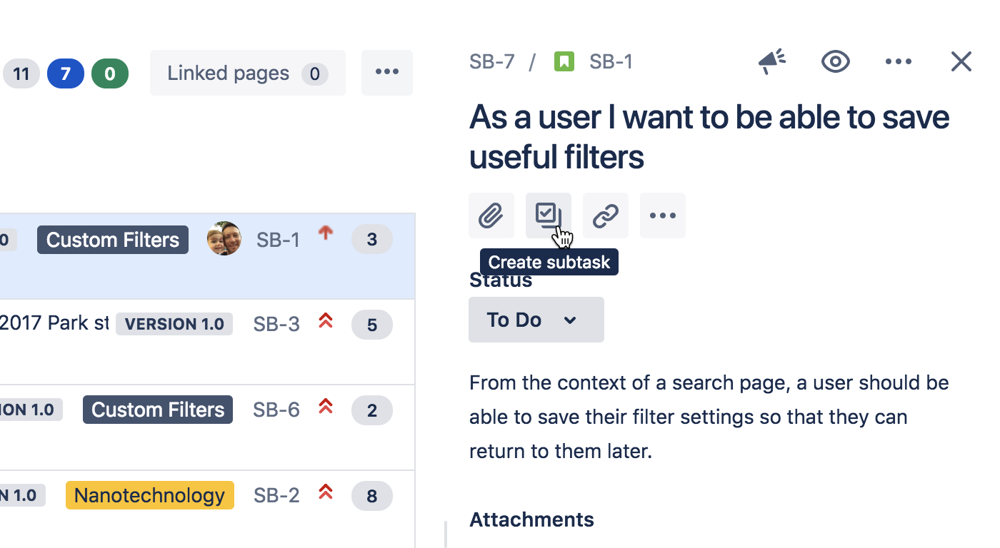 11 7 0 Linked pages 0
SB-7 / SB-1
As a user I want to be able to save
useful filters
Create subtask
Status
To Do
From the context of a search page, a user should be
able to save their filter settings so that they can
return to them later.
Attachments
0 Custom Filters SB-1 3
2017 Park st VERSION 1.0 SB-3 5
ION 1.0 Custom Filters SB-6 2
N 1.0 Nanotechnology SB-2 8